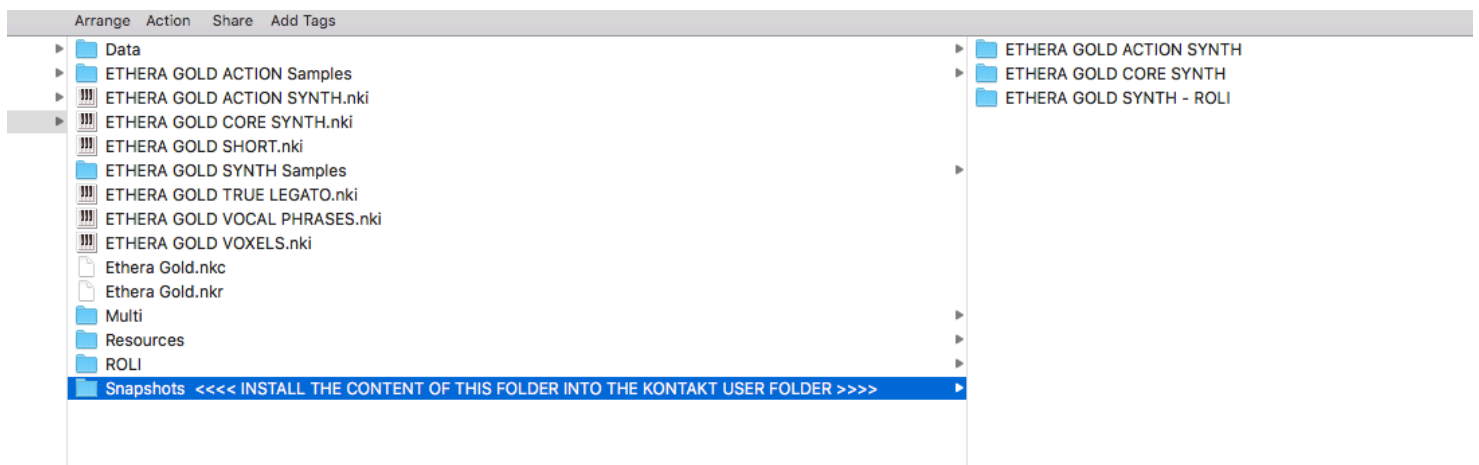 Arrange Action Share Add Tags
Data
ETHERA GOLD ACTION Samples
ETHERA GOLD ACTION SYNTH.nki
ETHERA GOLD CORE SYNTH.nki
ETHERA GOLD SHORT.nki
ETHERA GOLD SYNTH Samples
ETHERA GOLD TRUE LEGATO.nki
ETHERA GOLD VOCAL PHRASES.nki
ETHERA GOLD VOXELS.nki
Ethera Gold.nkc
Ethera Gold.nkr
Multi
Resources
ROLI
Snapshots <<<< INSTALL THE CONTENT OF THIS FOLDER INTO THE KONTAKT USER FOLDER >>>>
ETHERA GOLD ACTION SYNTH
ETHERA GOLD CORE SYNTH
ETHERA GOLD SYNTH - ROLI